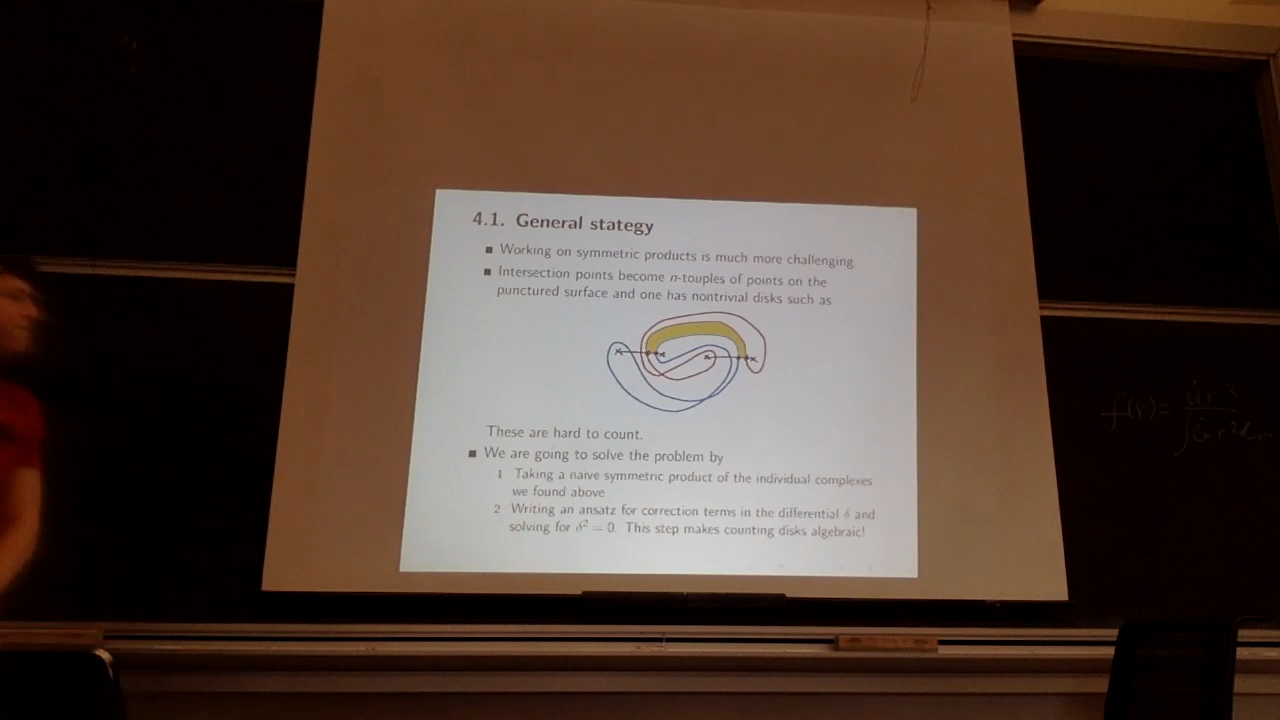 4.1. General stategy
■ Working on symmetric products is much more challenging
■ Intersection points become n-touples of points on the
punctured surface and one has nontrivial disks such as
These are hard to count.
■ We are going to solve the problem by
1 Taking a naive symmetric product of the individual complexes
we found above
2 Writing an ansatz for correction terms in the differential δ and
solving for δ² = 0. This step makes counting disks algebraic!
f(r) =